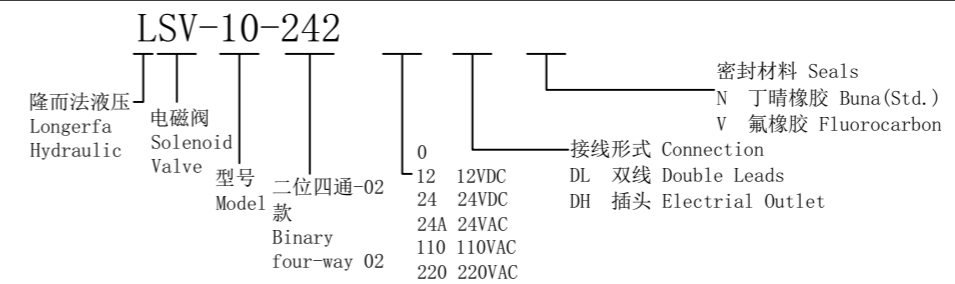 LSV-10-242
隆而法液压
Longerfa
Hydraulic
电磁阀
Solenoid
Valve
型号
Model
二位四通-02
款
Binary
four-way 02
0
12 12VDC
24 24VDC
24A 24VAC
110 110VAC
220 220VAC
接线形式 Connection
DL 双线 Double Leads
DH 插头 Electrial Outlet
密封材料 Seals
N 丁晴橡胶 Buna(Std.)
V 氟橡胶 Fluorocarbon